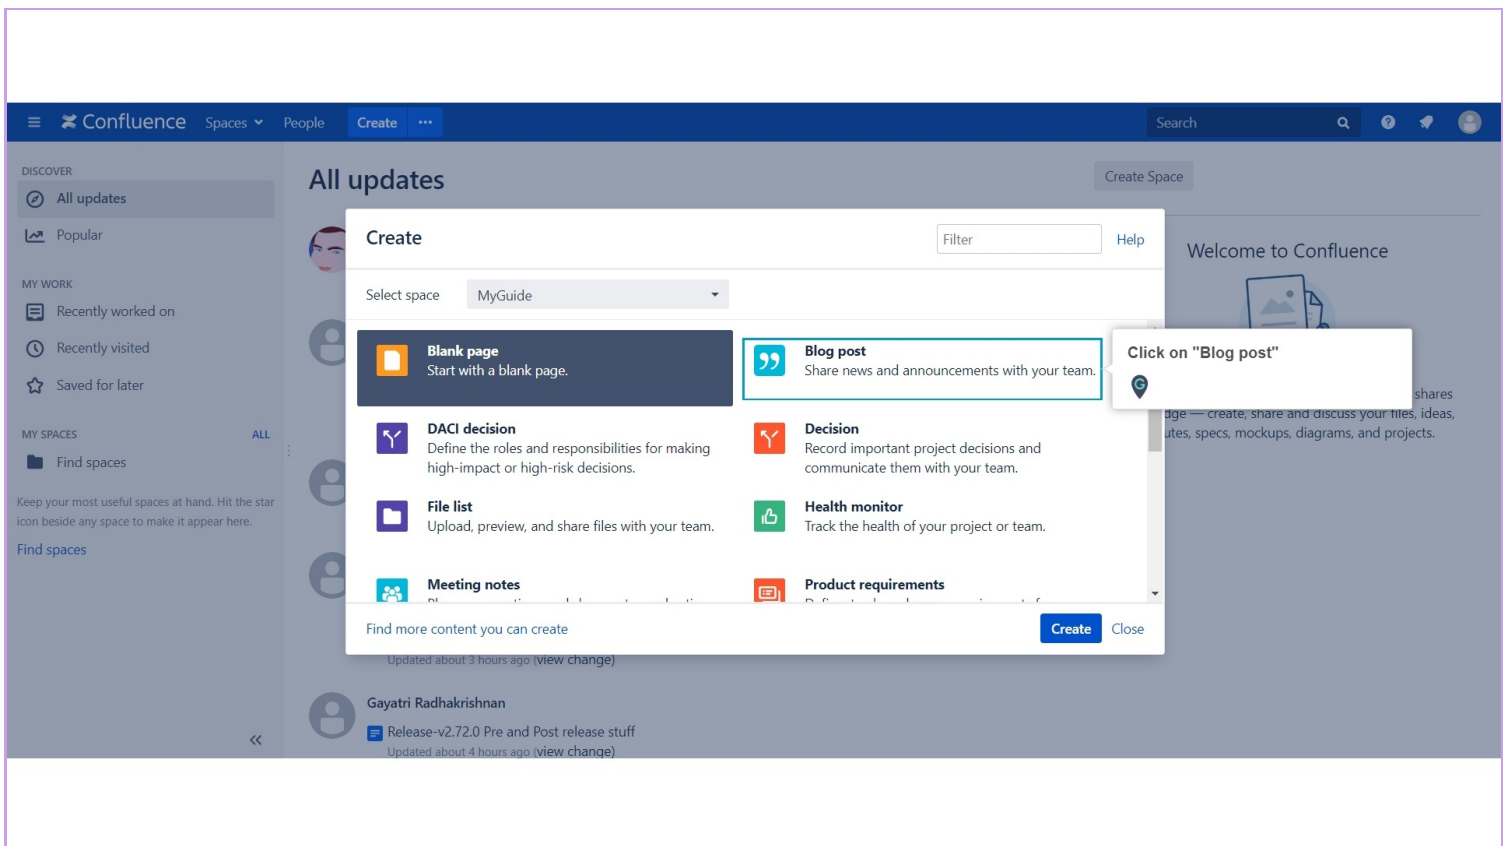 Confluence Spaces People Create ••• Search
DISCOVER
All updates
Popular
MY WORK
Recently worked on
Recently visited
Saved for later
MY SPACES ALL
Find spaces
Keep your most useful spaces at hand. Hit the star
icon beside any space to make it appear here.
Find spaces
All updates
Create Space
Create
Filter
Help
Select space
MyGuide
Blank page
Start with a blank page.
Blog post
Share news and announcements with your team.
DACI decision
Define the roles and responsibilities for making
high-impact or high-risk decisions.
Decision
Record important project decisions and
communicate them with your team.
File list
Upload, preview, and share files with your team.
Health monitor
Track the health of your project or team.
Meeting notes
Product requirements
Find more content you can create
Create
Close
Click on "Blog post"
G
Welcome to Confluence
shares
— create, share and discuss your files, ideas,
specs, mockups, diagrams, and projects.
Updated about 3 hours ago (view change)
Gayatri Radhakrishnan
Release-v2.72.0 Pre and Post release stuff
Updated about 4 hours ago (view change)